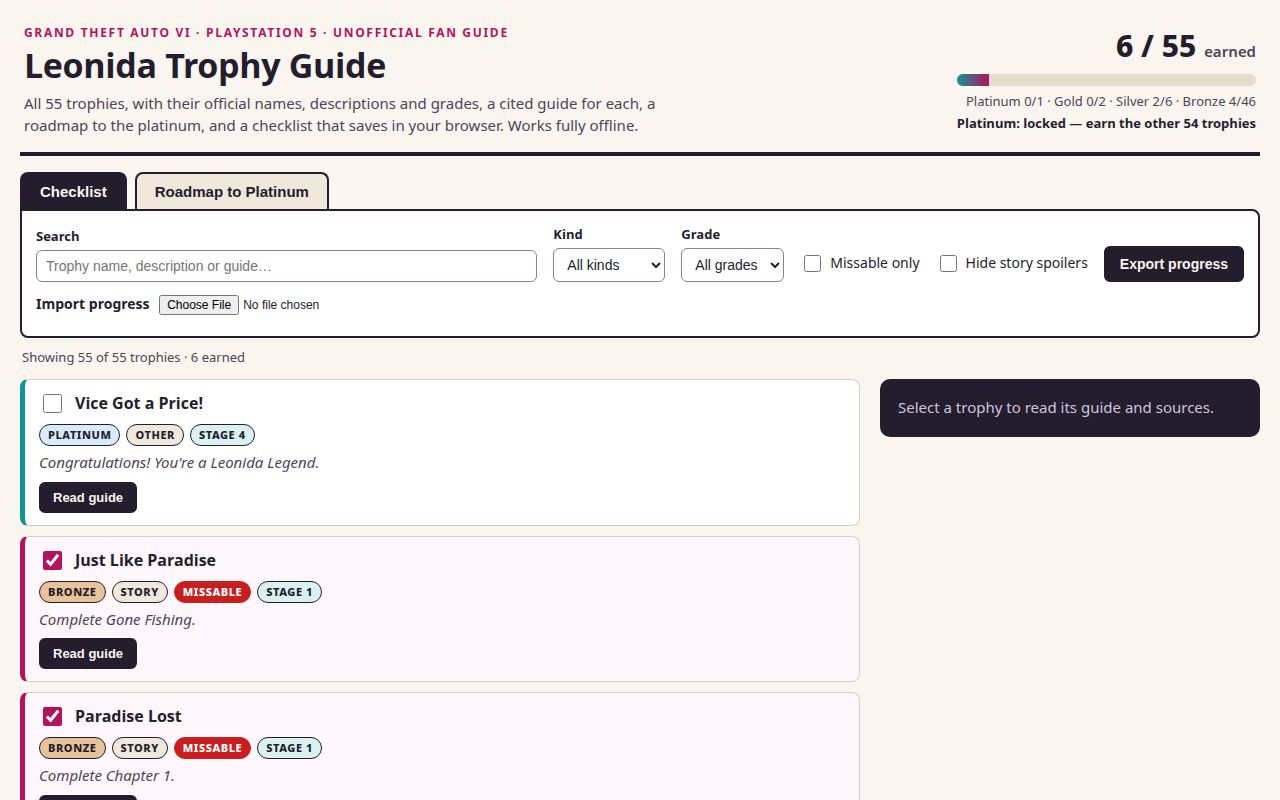 GRAND THEFT AUTO VI · PLAYSTATION 5 · UNOFFICIAL FAN GUIDE
Leonida Trophy Guide
All 55 trophies, with their official names, descriptions and grades, a cited guide for each, a
roadmap to the platinum, and a checklist that saves in your browser. Works fully offline.
6 / 55 earned
Platinum 0/1 · Gold 0/2 · Silver 2/6 · Bronze 4/46
Platinum: locked — earn the other 54 trophies
Checklist
Roadmap to Platinum
Search
Trophy name, description or guide…
Kind
All kinds
Grade
All grades
Missable only
Hide story spoilers
Export progress
Import progress
Choose File No file chosen
Showing 55 of 55 trophies · 6 earned
Vice Got a Price!
PLATINUM OTHER STAGE 4
Congratulations! You're a Leonida Legend.
Read guide
Just Like Paradise
BRONZE STORY MISSABLE STAGE 1
Complete Gone Fishing.
Read guide
Paradise Lost
BRONZE STORY MISSABLE STAGE 1
Complete Chapter 1.
Select a trophy to read its guide and sources.